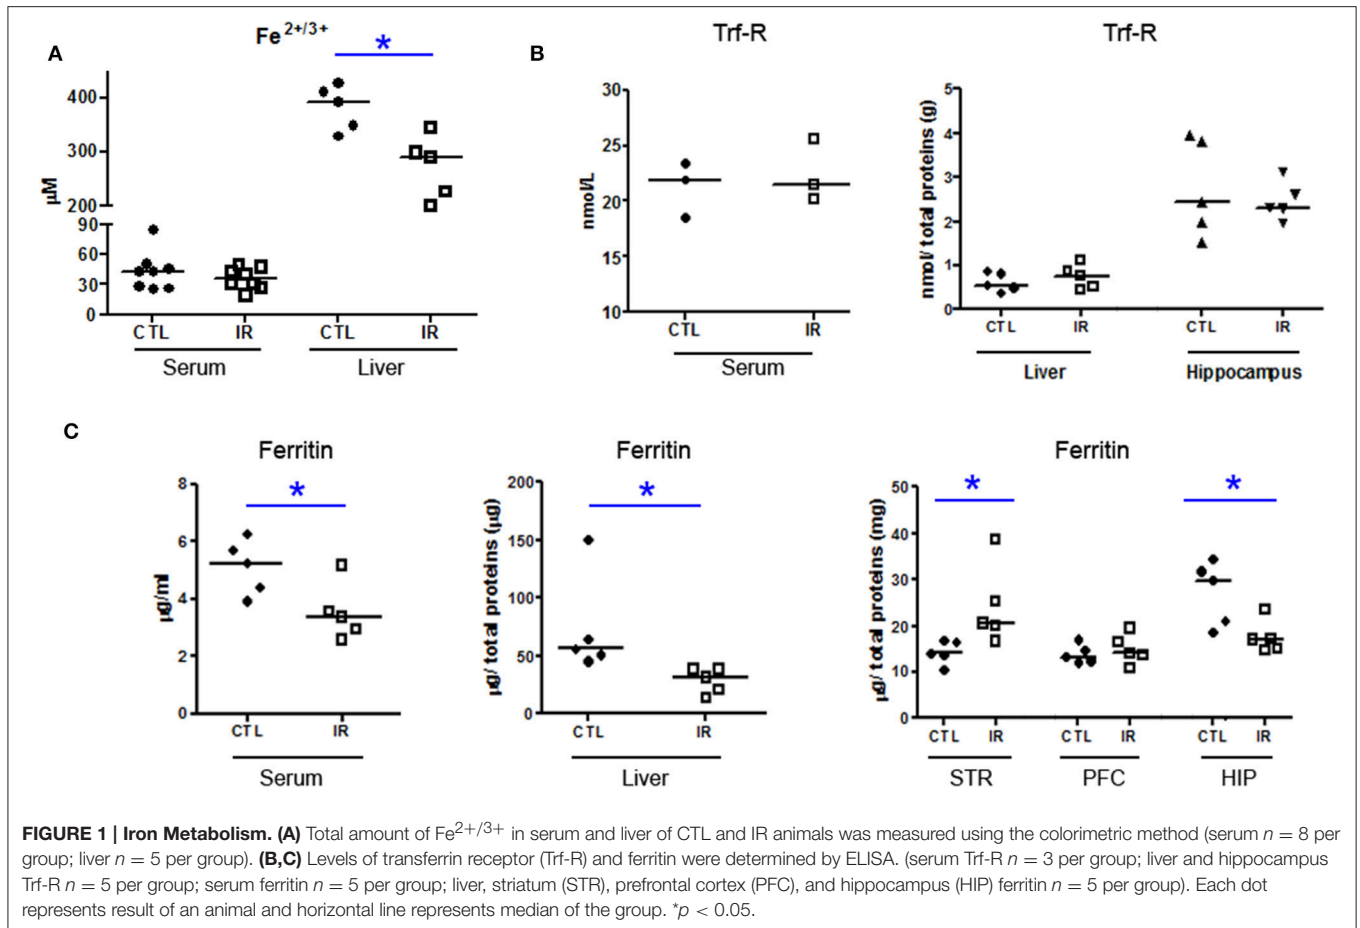 A
Fe2+/3+
*
μM
400
300
200
90
60
30
0
CTL IR CTL IR
Serum Liver
B
Trf-R
nmol/L
30
25
20
15
10
CTL IR
Serum
Trf-R
nmol/ total proteins (g)
5
4
3
2
1
0
CTL IR CTL IR
Liver Hippocampus
C
Ferritin
*
μg/ml
8
6
4
2
0
CTL IR
Serum
Ferritin
*
μg/ total proteins (μg)
200
150
100
50
0
CTL IR
Liver
Ferritin
* *
μg/ total proteins (mg)
50
40
30
20
10
0
CTL IR CTL IR CTL IR
STR PFC HIP
FIGURE 1 | Iron Metabolism. (A) Total amount of Fe2+/3+ in serum and liver of CTL and IR animals was measured using the colorimetric method (serum n = 8 per
group; liver n = 5 per group). (B,C) Levels of transferrin receptor (Trf-R) and ferritin were determined by ELISA. (serum Trf-R n = 3 per group; liver and hippocampus
Trf-R n = 5 per group; serum ferritin n = 5 per group; liver, striatum (STR), prefrontal cortex (PFC), and hippocampus (HIP) ferritin n = 5 per group). Each dot
represents result of an animal and horizontal line represents median of the group. *p < 0.05.